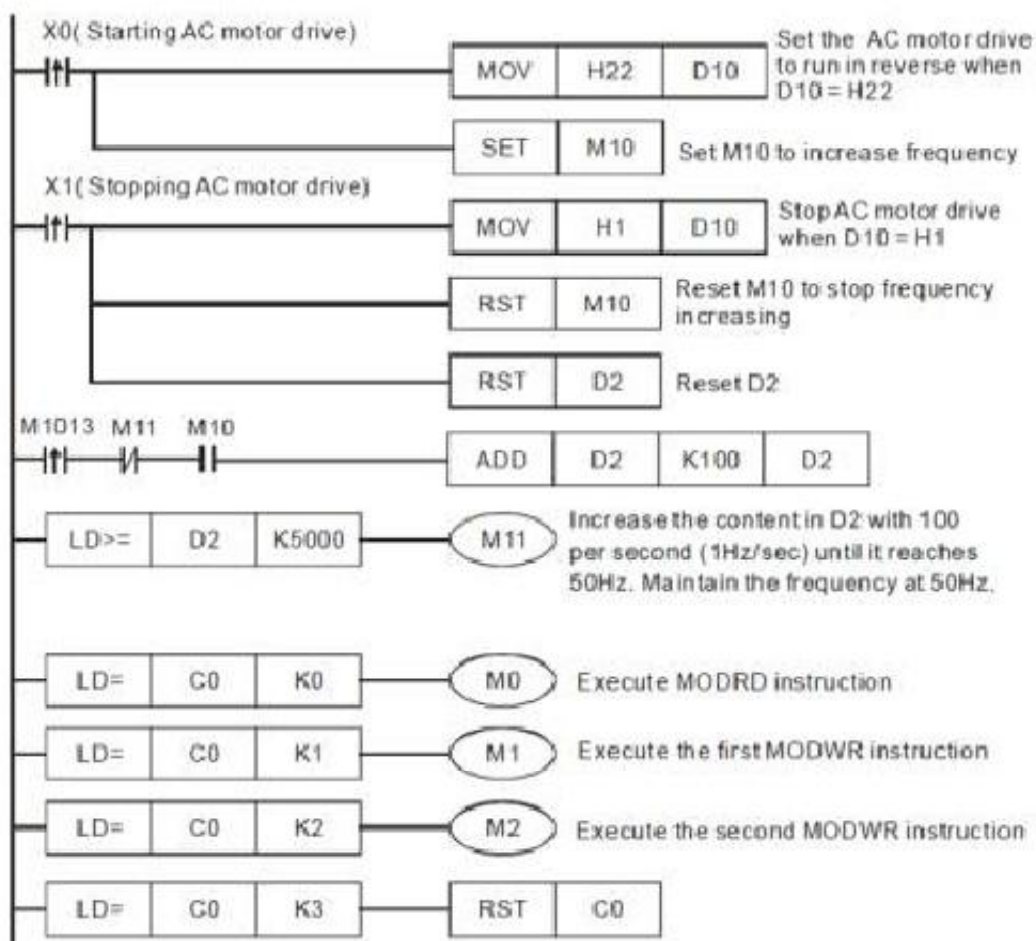 X0( Starting AC motor drive)
MOV H22 D10
Set the AC motor drive
to run in reverse when
D10 = H22
SET M10
Set M10 to increase frequency
X1( Stopping AC motor drive)
MOV H1 D10
Stop AC motor drive
when D10 = H1
RST M10
Reset M10 to stop frequency
increasing
RST D2
Reset D2
M1013 M11 M10
ADD D2 K100 D2
LD>= D2 K5000 M11
Increase the content in D2 with 100
per second (1Hz/sec) until it reaches
50Hz. Maintain the frequency at 50Hz.
LD= C0 K0 M0
Execute MODRD instruction
LD= C0 K1 M1
Execute the first MODWR instruction
LD= C0 K2 M2
Execute the second MODWR instruction
LD= C0 K3 RST C0